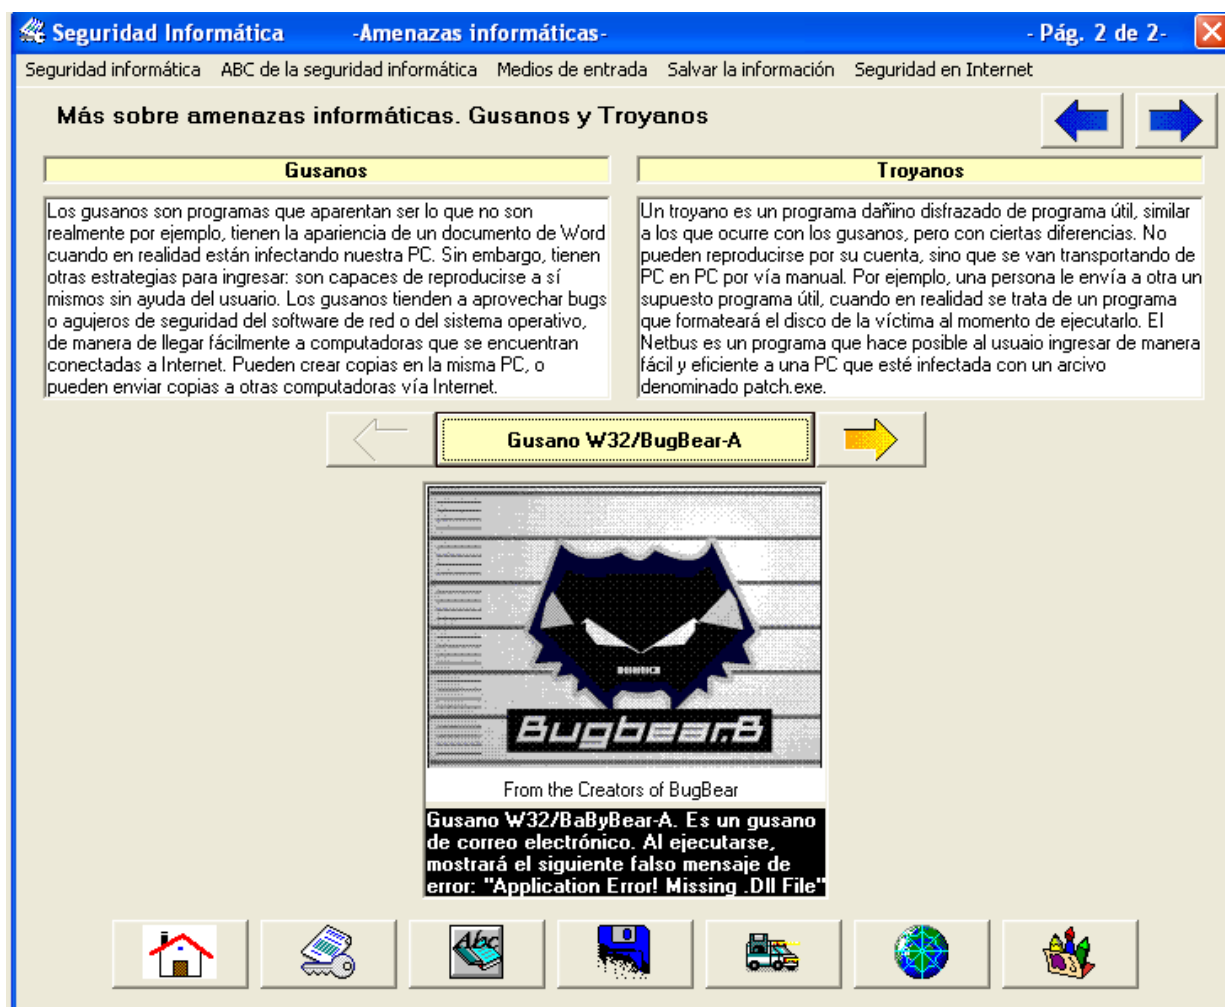 Seguridad Informática -Amenazas informáticas- - Pág. 2 de 2-
Seguridad informática ABC de la seguridad informática Medios de entrada Salvar la información Seguridad en Internet
Más sobre amenazas informáticas. Gusanos y Troyanos
Gusanos
Los gusanos son programas que aparentan ser lo que no son
realmente por ejemplo, tienen la apariencia de un documento de Word
cuando en realidad están infectando nuestra PC. Sin embargo, tienen
otras estrategias para ingresar: son capaces de reproducirse a sí
mismos sin ayuda del usuario. Los gusanos tienden a aprovechar bugs
o agujeros de seguridad del software de red o del sistema operativo,
de manera de llegar fácilmente a computadoras que se encuentran
conectadas a Internet. Pueden crear copias en la misma PC, o
pueden enviar copias a otras computadoras vía Internet.
Troyanos
Un troyano es un programa dañino disfrazado de programa útil, similar
a los que ocurre con los gusanos, pero con ciertas diferencias. No
pueden reproducirse por su cuenta, sino que se van transportando de
PC en PC por vía manual. Por ejemplo, una persona le envía a otra un
supuesto programa útil, cuando en realidad se trata de un programa
que formateará el disco de la víctima al momento de ejecutarlo. El
Netbus es un programa que hace posible al usuaio ingresar de manera
fácil y eficiente a una PC que esté infectada con un arcivo
denominado patch.exe.
Gusano W32/BugBear-A
Bugbear.B
From the Creators of BugBear
Gusano W32/BaByBear-A. Es un gusano
de correo electrónico. Al ejecutarse,
mostrará el siguiente falso mensaje de
error: "Application Error! Missing .Dll File"
Abc